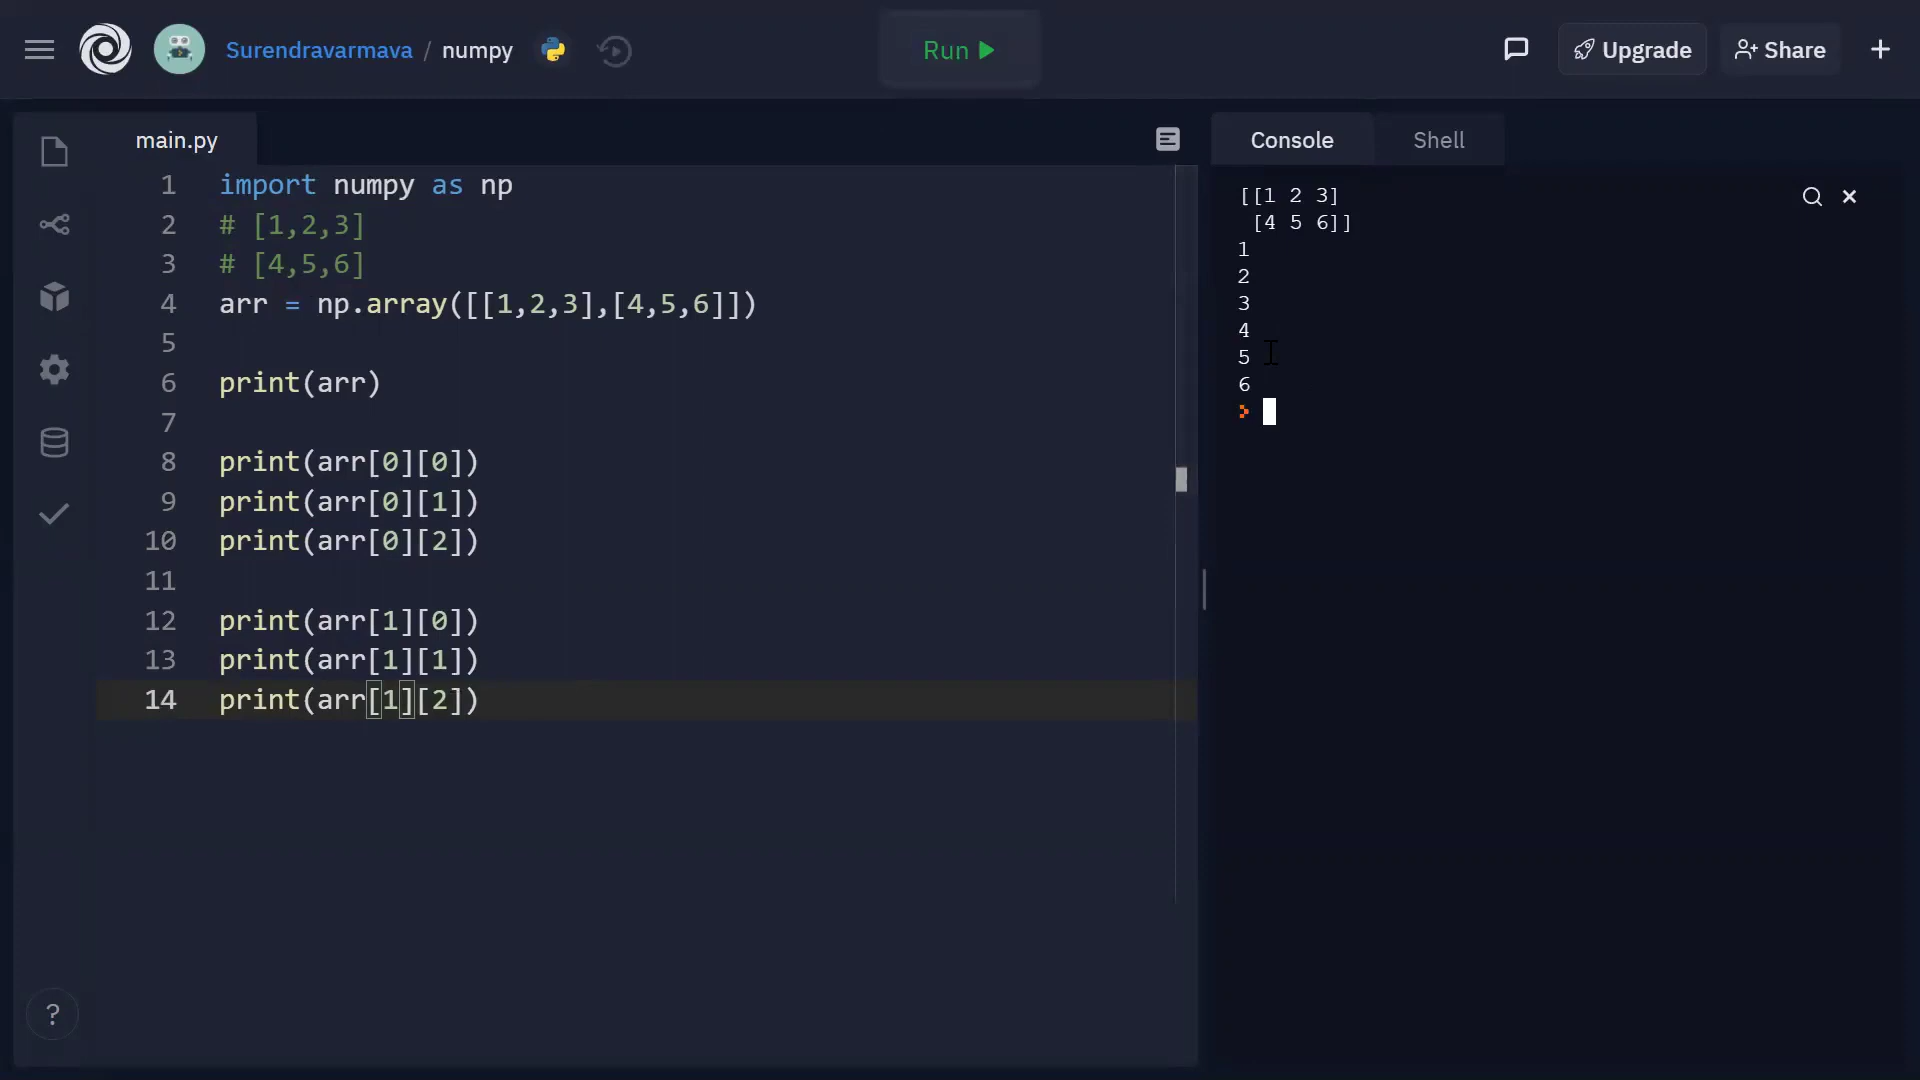 Surendravarmava / numpy
Run
Upgrade
Share
main.py
1 import numpy as np
2 # [1,2,3]
3 # [4,5,6]
4 arr = np.array([[1,2,3],[4,5,6]])
5
6 print(arr)
7
8 print(arr[0][0])
9 print(arr[0][1])
10 print(arr[0][2])
11
12 print(arr[1][0])
13 print(arr[1][1])
14 print(arr[1][2])
?
Console Shell
[[1 2 3]
 [4 5 6]]
1
2
3
4
5
6
>